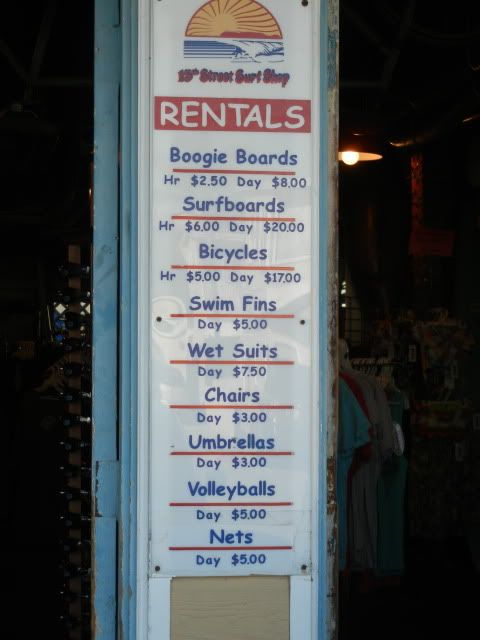 13th Street Surf Shop
RENTALS
Boogie Boards
Hr $2.50 Day $8.00
Surfboards
Hr $6.00 Day $20.00
Bicycles
Hr $5.00 Day $17.00
Swim Fins
Day $5.00
Wet Suits
Day $7.50
Chairs
Day $3.00
Umbrellas
Day $3.00
Volleyballs
Day $5.00
Nets
Day $5.00